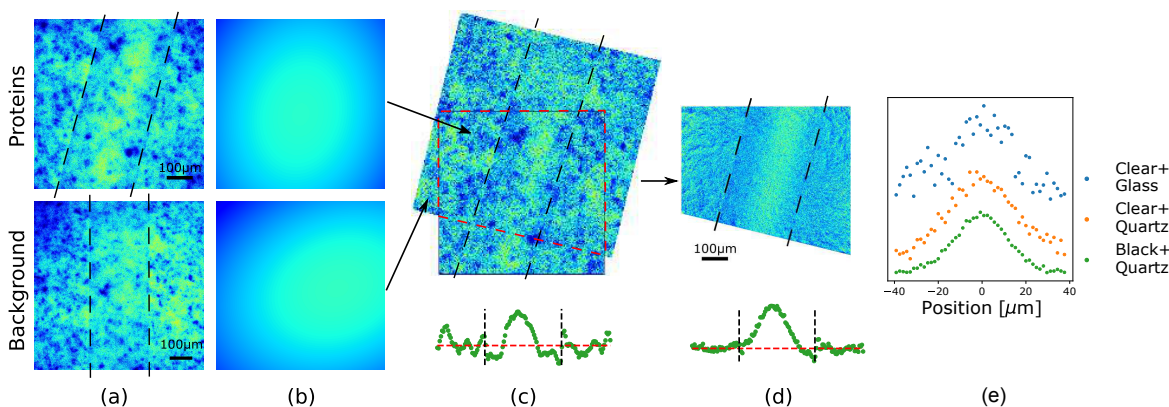 Proteins
100μm
Background
100μm
100μm
Clear+
Glass
Clear+
Quartz
Black+
Quartz
−40 −20 0 20 40
Position [μm]
(a) (b) (c) (d) (e)